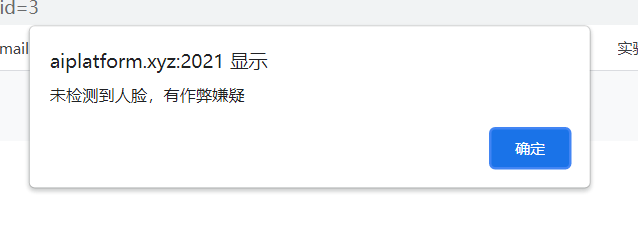 id=3
mail
实验
aiplatform.xyz:2021 显示
未检测到人脸，有作弊嫌疑
确定